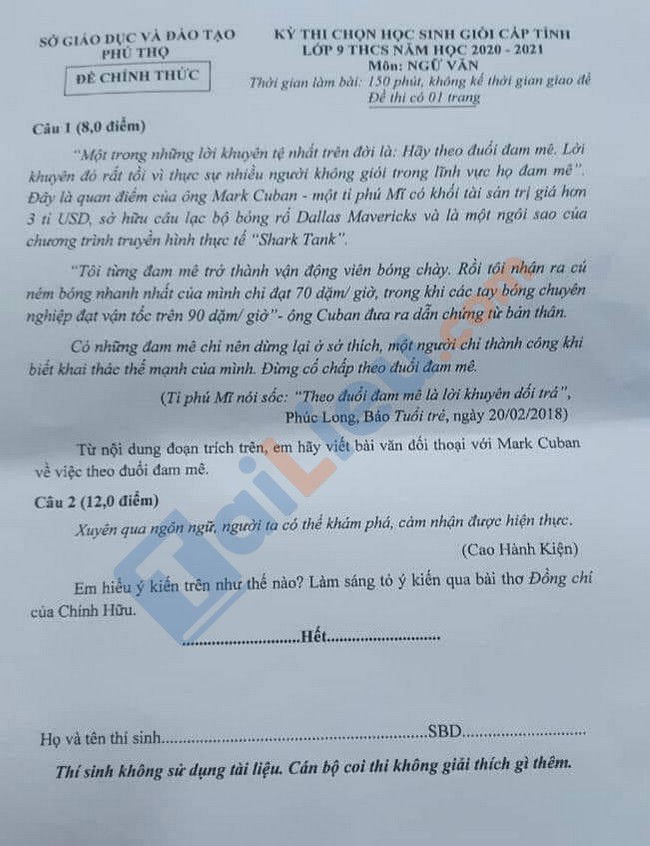 SỞ GIÁO DỤC VÀ ĐÀO TẠO
PHÚ THỌ
ĐỀ CHÍNH THỨC
KỲ THI CHỌN HỌC SINH GIỎI CẤP TỈNH
LỚP 9 THCS NĂM HỌC 2020 - 2021
Môn: NGỮ VĂN
Thời gian làm bài: 150 phút, không kể thời gian giao đề
Đề thi có 01 trang
Câu 1 (8,0 điểm)
"Một trong những lời khuyên tệ nhất trên đời là: Hãy theo đuổi đam mê. Lời
khuyên đó rất tồi vì thực sự nhiều người không giỏi trong lĩnh vực họ đam mê".
Đây là quan điểm của ông Mark Cuban - một tỉ phú Mĩ có khối tài sản trị giá hơn
3 tỉ USD, sở hữu câu lạc bộ bóng rổ Dallas Mavericks và là một ngôi sao của
chương trình truyền hình thực tế "Shark Tank".
"Tôi từng đam mê trở thành vận động viên bóng chày. Rồi tôi nhận ra cú
ném bóng nhanh nhất của mình chỉ đạt 70 dặm/ giờ, trong khi các tay bóng chuyên
nghiệp đạt vận tốc trên 90 dặm/ giờ"- ông Cuban đưa ra dẫn chứng từ bản thân.
Có những đam mê chỉ nên dừng lại ở sở thích, một người chỉ thành công khi
biết khai thác thế mạnh của mình. Đừng cố chấp theo đuổi đam mê.
(Tỉ phú Mĩ nói sốc: "Theo đuổi đam mê là lời khuyên dối trá",
Phúc Long, Báo Tuổi trẻ, ngày 20/02/2018)
Từ nội dung đoạn trích trên, em hãy viết bài văn đối thoại với Mark Cuban
về việc theo đuổi đam mê.
Câu 2 (12,0 điểm)
Xuyên qua ngôn ngữ, người ta có thể khám phá, cảm nhận được hiện thực.
(Cao Hành Kiện)
Em hiểu ý kiến trên như thế nào? Làm sáng tỏ ý kiến qua bài thơ Đồng chí
của Chính Hữu.
............................Hết...........................
Họ và tên thí sinh....................................................SBD.............................
Thí sinh không sử dụng tài liệu. Cán bộ coi thi không giải thích gì thêm.
TaiLieu.com